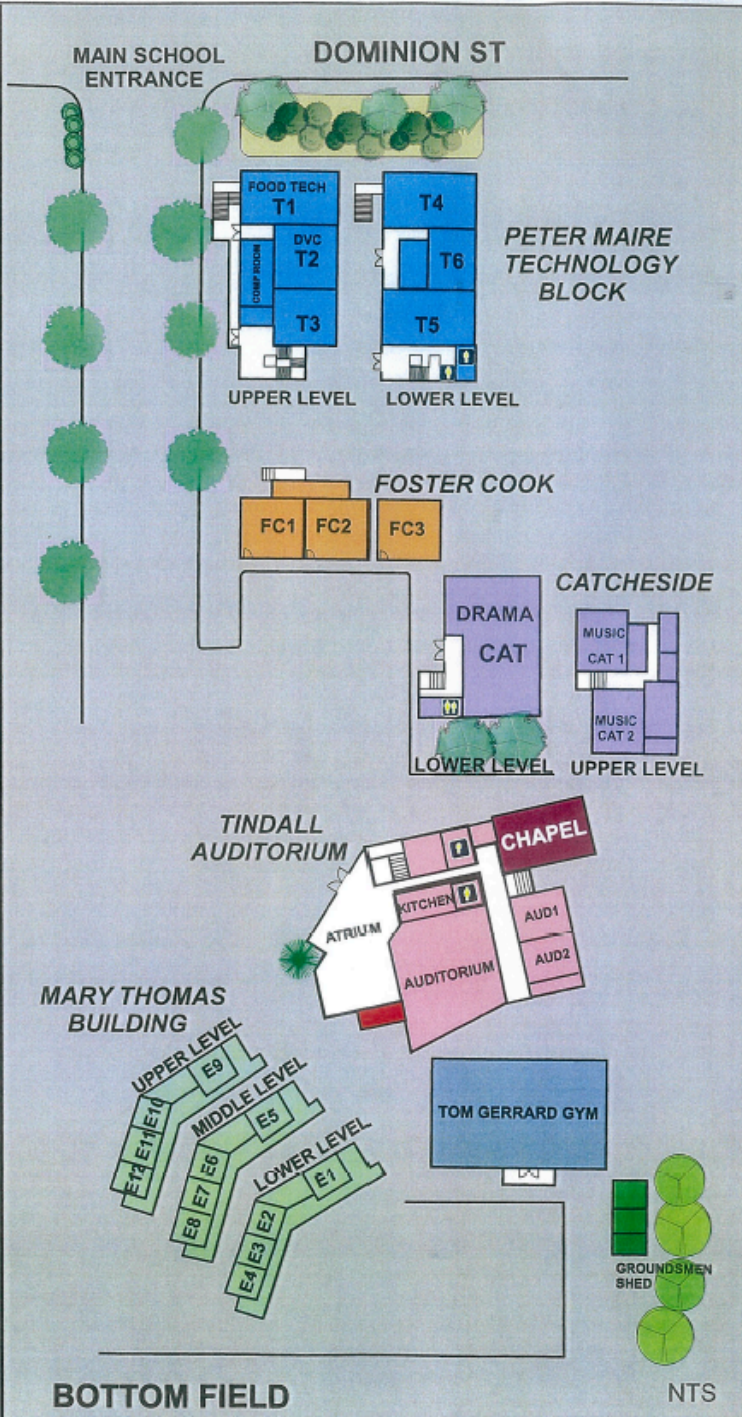 MAIN SCHOOL
ENTRANCE
DOMINION ST
FOOD TECH
T1
DVC
T2
COMP ROOM
T3
UPPER LEVEL
T4
T6
T5
LOWER LEVEL
PETER MAIRE
TECHNOLOGY
BLOCK
FOSTER COOK
FC1
FC2
FC3
CATCHESIDE
DRAMA
CAT
LOWER LEVEL
MUSIC
CAT 1
MUSIC
CAT 2
UPPER LEVEL
TINDALL
AUDITORIUM
CHAPEL
KITCHEN
ATRIUM
AUDITORIUM
AUD1
AUD2
MARY THOMAS
BUILDING
UPPER LEVEL
E9
E10
E11
E12
MIDDLE LEVEL
E5
E6
E7
E8
LOWER LEVEL
E1
E2
E3
E4
TOM GERRARD GYM
GROUNDSMEN
SHED
BOTTOM FIELD
NTS